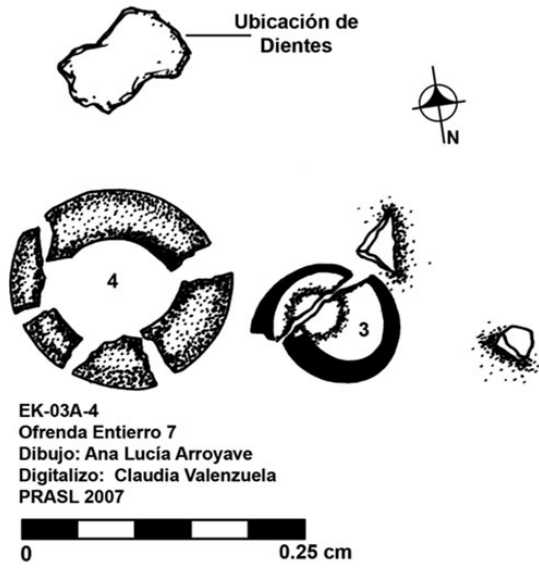 Ubicación de
Dientes
N
4
3
EK-03A-4
Ofrenda Entierro 7
Dibujo: Ana Lucía Arroyave
Digitalizo: Claudia Valenzuela
PRASL 2007
0
0.25 cm